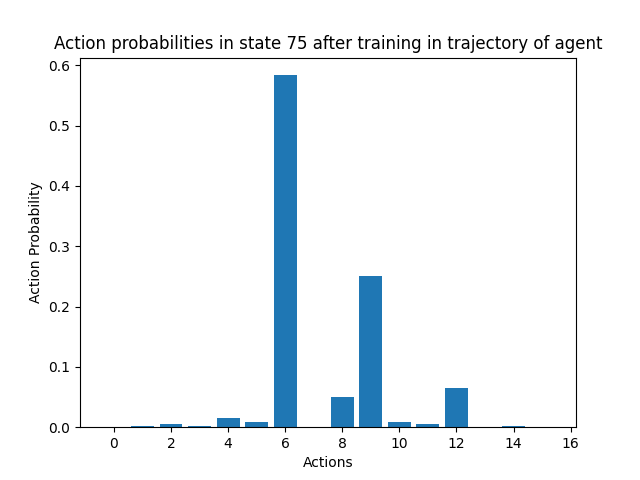 Action probabilities in state 75 after training in trajectory of agent
0.6
0.5
0.4
0.3
0.2
0.1
0.0
Action Probability
0 2 4 6 8 10 12 14 16
Actions